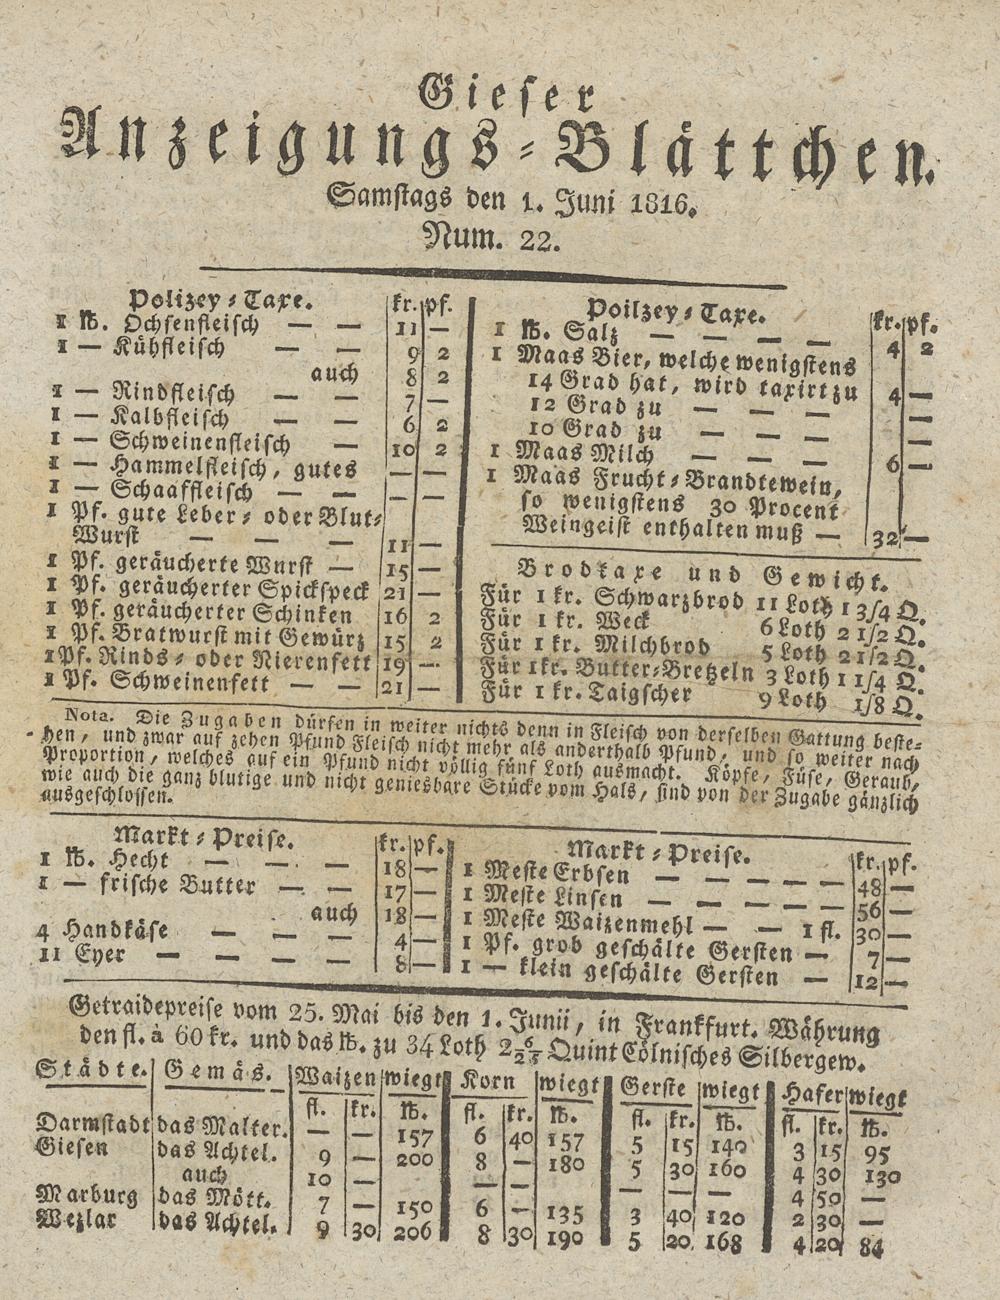 Gieser
Anzeigungs-Blättchen.
Samstags den 1. Juni 1816.
Num. 22.
Polizey-Taxe. kr. pf.
1 ℔. Ochsenfleisch — — 11 —
1 — Kühfleisch — — 9 2
auch 8 2
1 — Rindfleisch — — 7 —
1 — Kalbfleisch — — 6 2
1 — Schweinenfleisch — 10 2
1 — Hammelfleisch, gutes — —
1 — Schaaffleisch — — — —
1 Pf. gute Leber- oder Blut-
Wurst — — — 11 —
1 Pf. geräucherte Wurst — 15 —
1 Pf. geräucherter Spickspeck 21 —
1 Pf. geräucherter Schinken 16 2
1 Pf. Bratwurst mit Gewürz 15 2
1 Pf. Rinds- oder Nierenfett 19 —
1 Pf. Schweinenfett — — 21 —
Poilzey-Taxe. kr. pf.
1 ℔. Salz — — — — 4 2
1 Maas Bier, welche wenigstens
14 Grad hat, wird taxirt zu 4 —
12 Grad zu — — — —
10 Grad zu — — — —
1 Maas Milch — — — 6 —
1 Maas Frucht-Brandtewein,
so wenigstens 30 Procent
Weingeist enthalten muß — 32 —
Brodtaxe und Gewicht.
Für 1 kr. Schwarzbrod 11 Loth 1 3/4 Q.
Für 1 kr. Weck 6 Loth 2 1/2 Q.
Für 1 kr. Milchbrod 5 Loth 2 1/2 Q.
Für 1 kr. Butter-Bretzeln 3 Loth 1 1/4 Q.
Für 1 kr. Taigscher 9 Loth 1/8 Q.
Nota. Die Zugaben dürfen in weiter nichts denn in Fleisch von derselben Gattung beste-
hen, und zwar auf zehen Pfund Fleisch nicht mehr als anderthalb Pfund, und so weiter nach
Proportion, welches auf ein Pfund nicht völlig fünf Loth ausmacht. Köpfe, Füse, Geraub,
wie auch die ganz blutige und nicht geniesbare Stücke vom Hals, sind von der Zugabe gänzlich
ausgeschlossen.
Markt-Preise. kr. pf.
1 ℔. Hecht — — — 18 —
1 — frische Butter — — 17 —
auch 18 —
4 Handkäse — — — 4 —
11 Eyer — — — — 8 —
Markt-Preise. kr. pf.
1 Meste Erbsen — — — — — 48 —
1 Meste Linsen — — — — — 56 —
1 Meste Waizenmehl — — 1 fl. 30 —
1 Pf. grob geschälte Gersten — 7 —
1 — klein geschälte Gersten — 12 —
Getraidepreise vom 25. Mai bis den 1. Junii, in Frankfurt. Währung
den fl. à 60 kr. und das ℔. zu 34 Loth 2 Quint Cölnisches Silbergew.
Städte. Gemäs. Waizen wiegt Korn wiegt Gerste wiegt Hafer wiegt
fl. kr. ℔. fl. kr. ℔. fl. kr. ℔. fl. kr. ℔.
Darmstadt das Malter. — — 157 6 40 157 5 15 140 3 15 95
Giesen das Achtel. 9 — 200 8 — 180 5 30 160 4 30 130
auch 10 — — — — — — 4 50 —
Marburg das Mött. 7 — 150 6 — 135 3 40 120 2 30 —
Wezlar das Achtel. 9 30 206 8 30 190 5 20 168 4 20 84